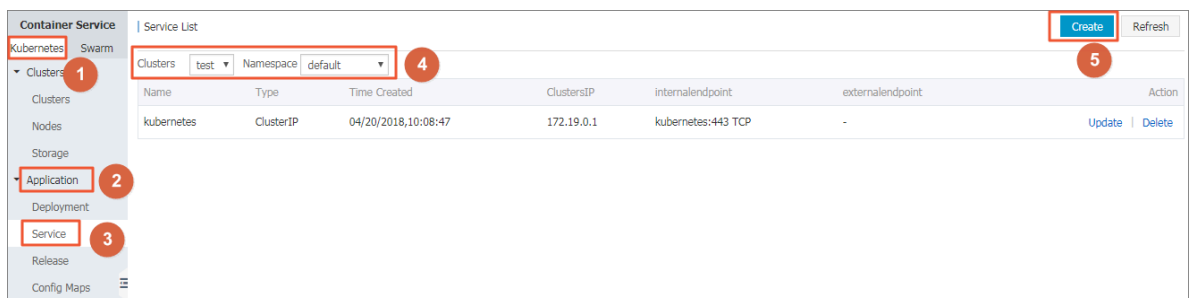 Container Service
Kubernetes Swarm
1
Clusters
Clusters
Nodes
Storage
Application 2
Deployment
Service 3
Release
Config Maps
Service List Create Refresh
5
Clusters test Namespace default 4
Name Type Time Created ClustersIP internalendpoint externalendpoint Action
kubernetes ClusterIP 04/20/2018,10:08:47 172.19.0.1 kubernetes:443 TCP - Update | Delete